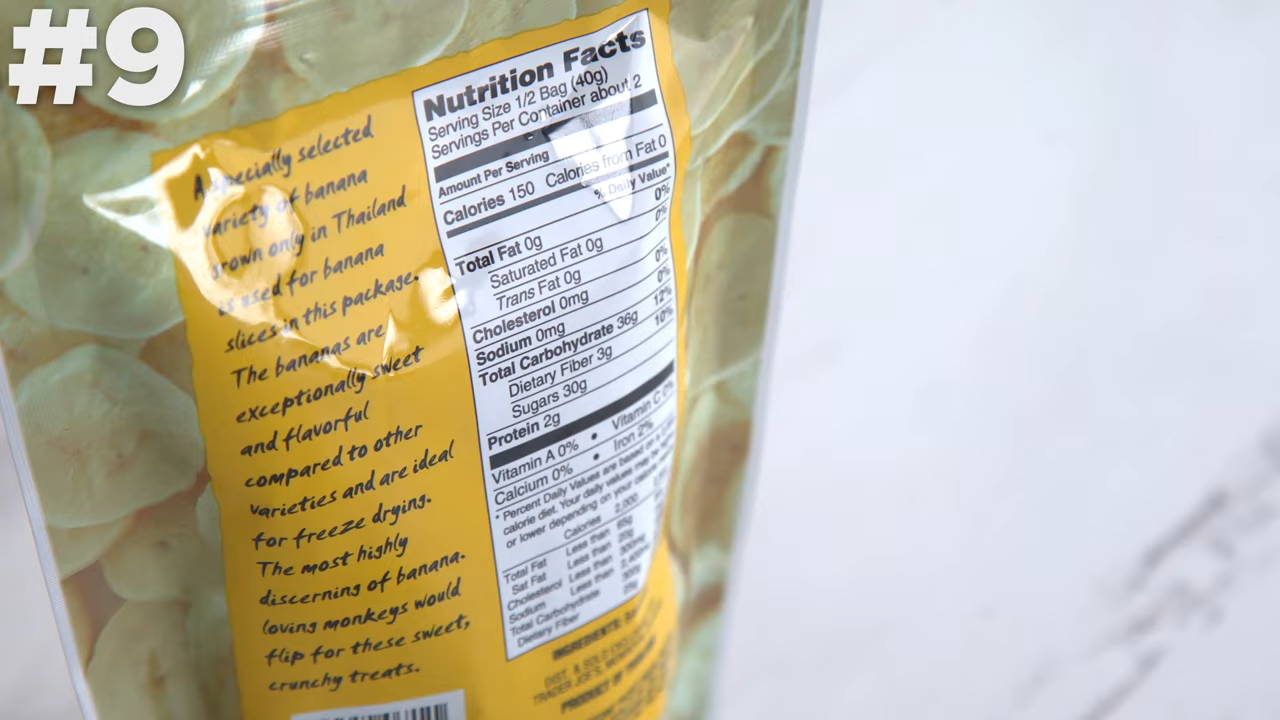 #9
A specially selected
variety of banana
grown only in Thailand
is used for banana
slices in this package.
The bananas are
exceptionally sweet
and flavorful
compared to other
varieties and are ideal
for freeze drying.
The most highly
discerning of banana.
loving monkeys would
flip for these sweet,
crunchy treats.
Nutrition Facts
Serving Size 1/2 Bag (40g)
Servings Per Container about 2
Amount Per Serving
Calories 150 Calories from Fat 0
% Daily Value*
Total Fat 0g 0%
Saturated Fat 0g 0%
Trans Fat 0g
Cholesterol 0mg 0%
Sodium 0mg 0%
Total Carbohydrate 36g 12%
Dietary Fiber 3g 10%
Sugars 30g
Protein 2g
Vitamin A 0% • Vitamin C
Calcium 0% • Iron 2%
* Percent Daily Values are based on a
calorie diet. Your daily values may be
or lower depending on your calorie
Calories 2,000
Total Fat Less than 65g
Sat Fat Less than 20g
Cholesterol Less than 300mg
Sodium Less than
Total Carbohydrate
Dietary Fiber
INGREDIENTS:
DIST. & SOLD
TRADER JOE'S,
PRODUCT OF